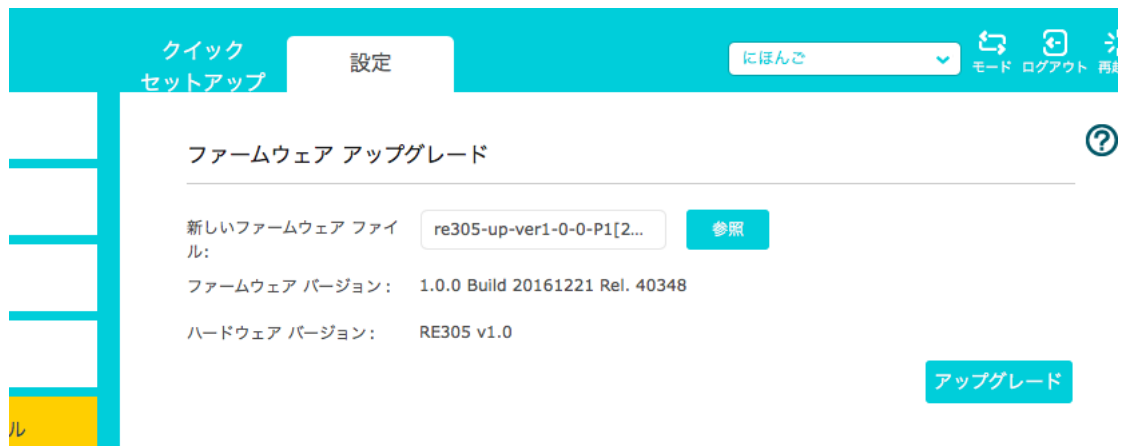 クイック
セットアップ
設定
にほんご
モード
ログアウト
ファームウェア アップグレード
新しいファームウェア ファイ
ル:
re305-up-ver1-0-0-P1[2...
参照
ファームウェア バージョン :
1.0.0 Build 20161221 Rel. 40348
ハードウェア バージョン :
RE305 v1.0
アップグレード
ル